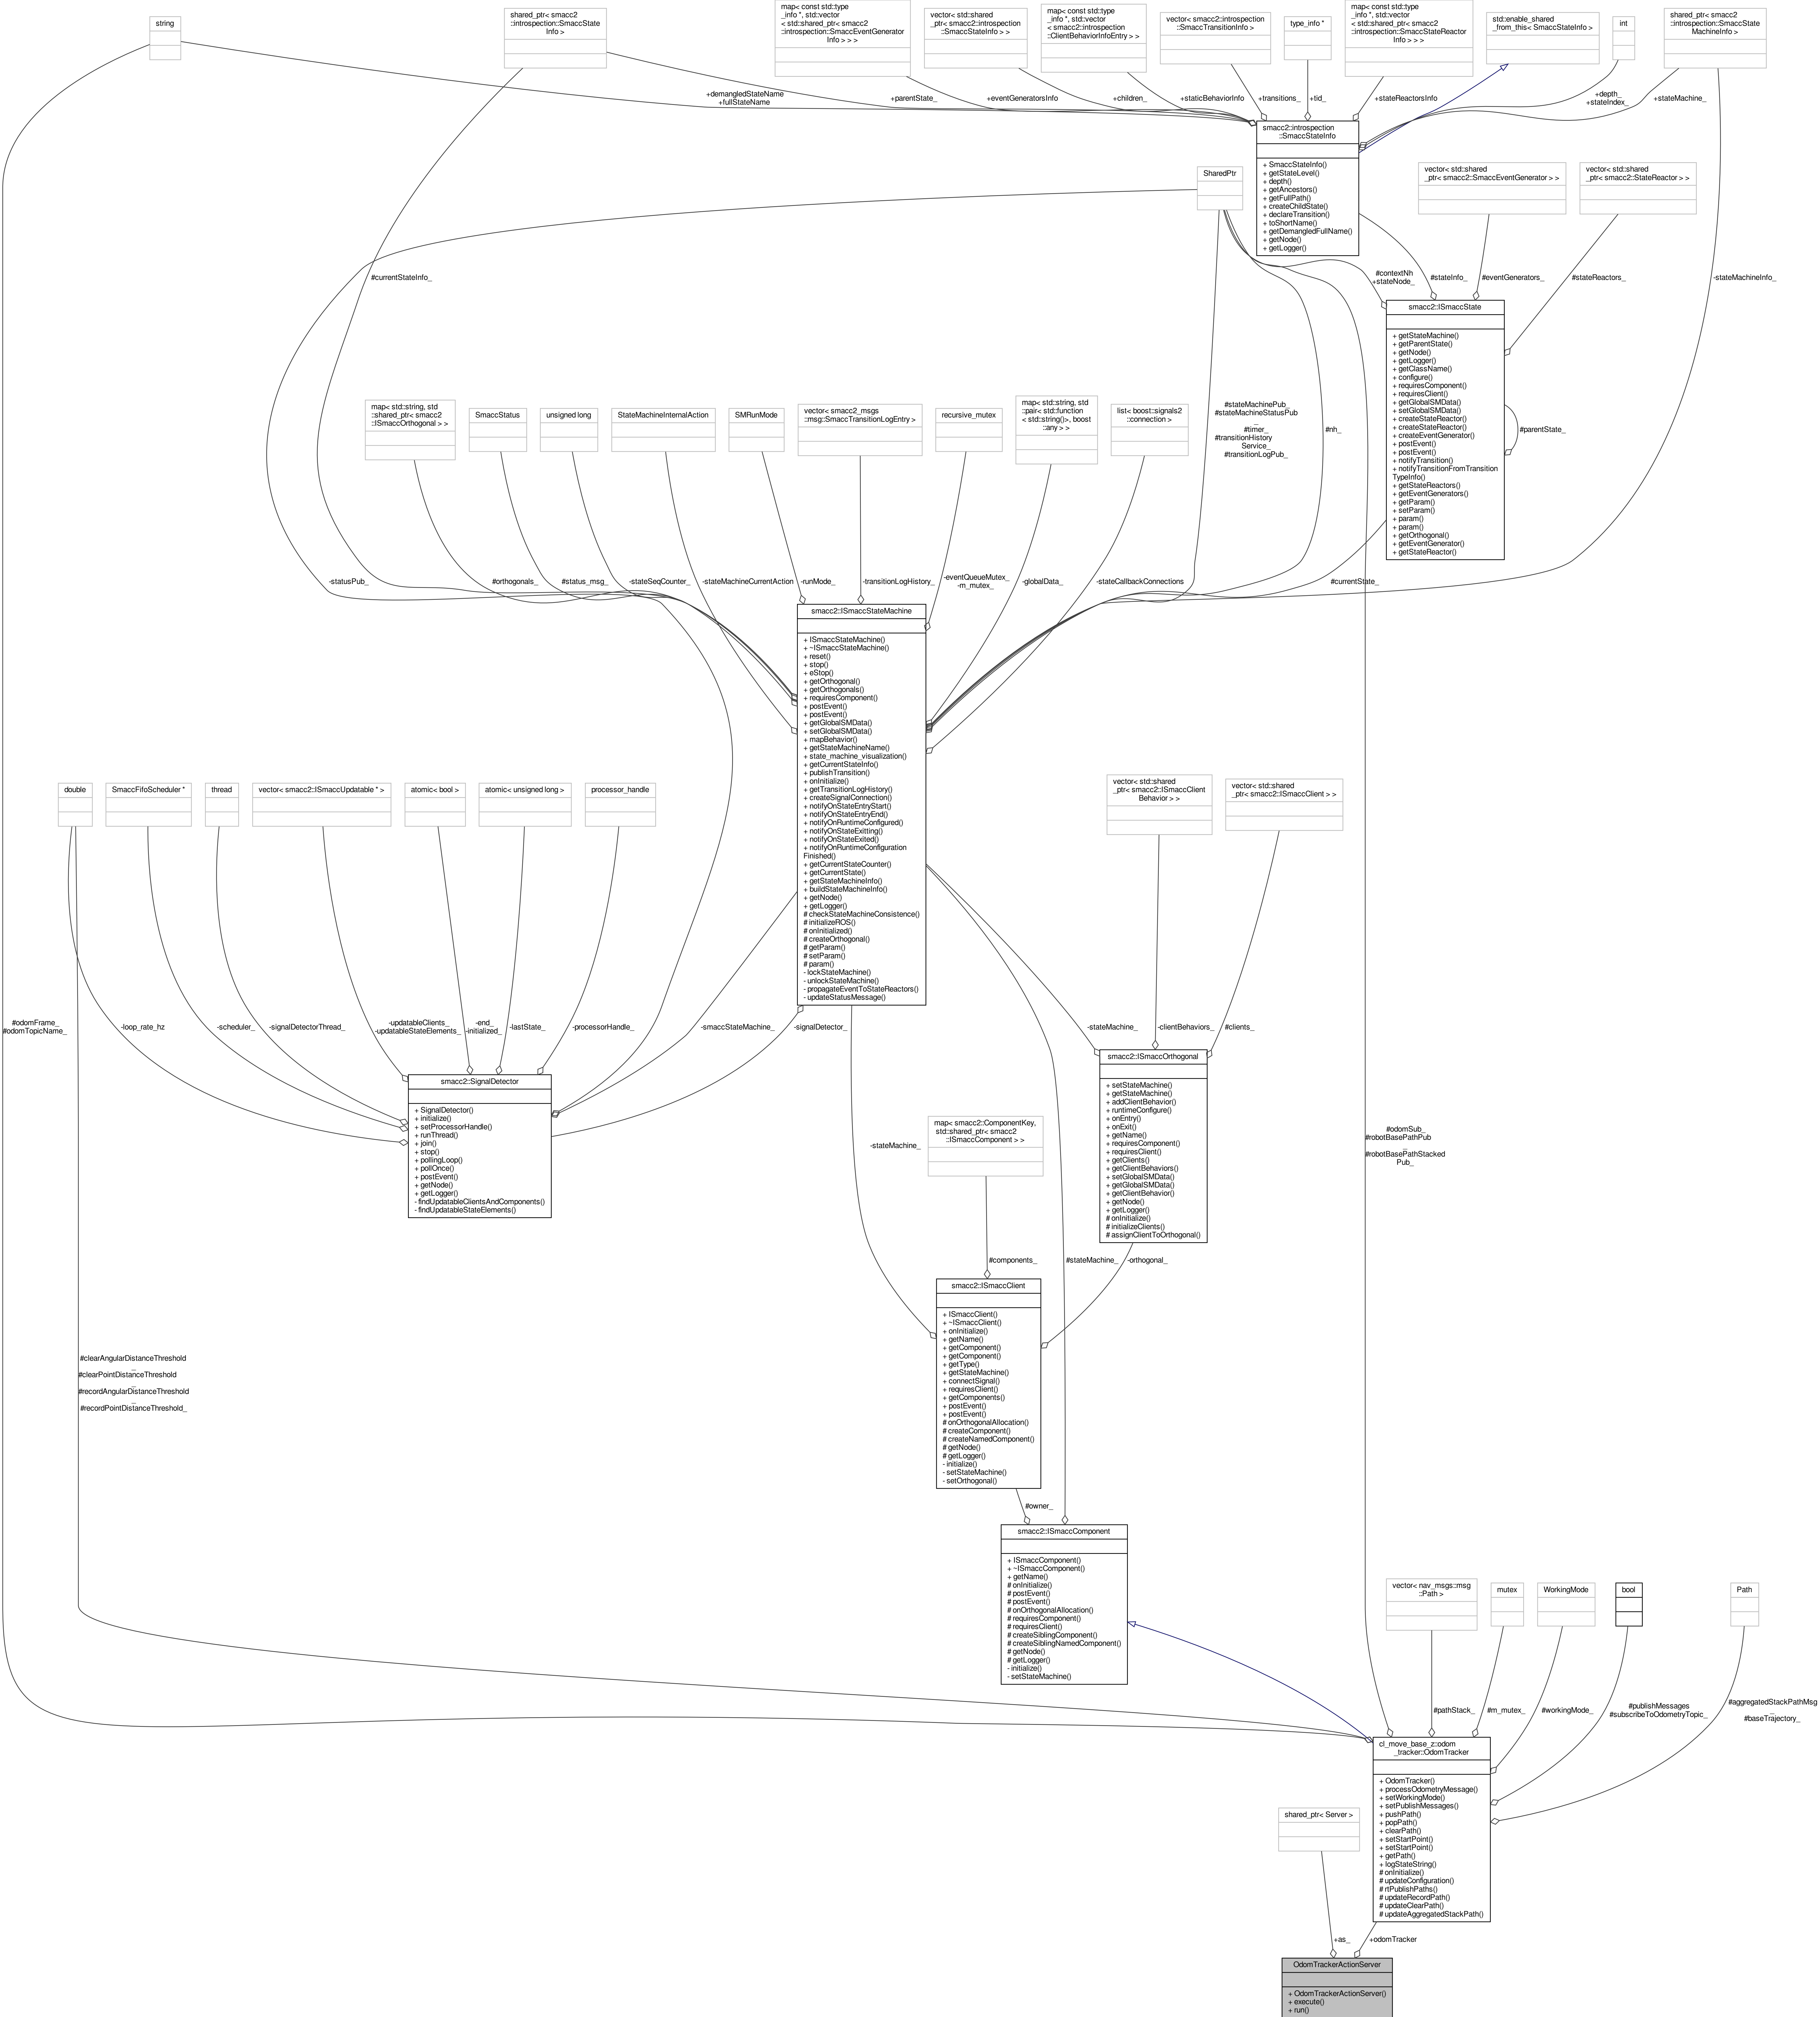 string
shared_ptr< smacc2
::introspection::SmaccState
Info >
map< const std::type
_info *, std::vector
< std::shared_ptr< smacc2
::introspection::SmaccEventGenerator
Info > > >
vector< std::shared
_ptr< smacc2::introspection
::SmaccStateInfo > >
map< const std::type
_info *, std::vector
< smacc2::introspection
::ClientBehaviorInfoEntry > >
vector< smacc2::introspection
::SmaccTransitionInfo >
type_info *
map< const std::type
_info *, std::vector
< std::shared_ptr< smacc2
::introspection::SmaccStateReactor
Info > > >
std::enable_shared
_from_this< SmaccStateInfo >
int
shared_ptr< smacc2
::introspection::SmaccState
MachineInfo >
+demangledStateName
+fullStateName
+parentState_
+eventGeneratorsInfo
+children_
+staticBehaviorInfo
+transitions_
+tid_
+stateReactorsInfo
+depth_
+stateIndex_
+stateMachine_
smacc2::introspection
::SmaccStateInfo
+ SmaccStateInfo()
+ getStateLevel()
+ depth()
+ getAncestors()
+ getFullPath()
+ createChildState()
+ declareTransition()
+ toShortName()
+ getDemangledFullName()
+ getNode()
+ getLogger()
SharedPtr
vector< std::shared
_ptr< smacc2::SmaccEventGenerator > >
vector< std::shared
_ptr< smacc2::StateReactor > >
#currentStateInfo_
#contextNh
+stateNode_
#stateInfo_
#eventGenerators_
#stateReactors_
-stateMachineInfo_
smacc2::ISmaccState
+ getStateMachine()
+ getParentState()
+ getNode()
+ getLogger()
+ getClassName()
+ configure()
+ requiresComponent()
+ requiresClient()
+ getGlobalSMData()
+ setGlobalSMData()
+ createStateReactor()
+ createStateReactor()
+ createEventGenerator()
+ postEvent()
+ postEvent()
+ notifyTransition()
+ notifyTransitionFromTransition
TypeInfo()
+ getStateReactors()
+ getEventGenerators()
+ getParam()
+ setParam()
+ param()
+ param()
+ getOrthogonal()
+ getEventGenerator()
+ getStateReactor()
#parentState_
map< std::string, std
::shared_ptr< smacc2
::ISmaccOrthogonal > >
SmaccStatus
unsigned long
StateMachineInternalAction
SMRunMode
vector< smacc2_msgs
::msg::SmaccTransitionLogEntry >
recursive_mutex
map< std::string, std
::pair< std::function
< std::string()>, boost
::any > >
list< boost::signals2
::connection >
#stateMachinePub_
#stateMachineStatusPub
_
#timer_
#transitionHistory
Service_
#transitionLogPub_
#nh_
-statusPub_
#orthogonals_
#status_msg_
-stateSeqCounter_
-stateMachineCurrentAction
-runMode_
-transitionLogHistory_
-eventQueueMutex_
-m_mutex_
-globalData_
-stateCallbackConnections
#currentState_
smacc2::ISmaccStateMachine
+ ISmaccStateMachine()
+ ~ISmaccStateMachine()
+ reset()
+ stop()
+ eStop()
+ getOrthogonal()
+ getOrthogonals()
+ requiresComponent()
+ postEvent()
+ postEvent()
+ getGlobalSMData()
+ setGlobalSMData()
+ mapBehavior()
+ getStateMachineName()
+ state_machine_visualization()
+ getCurrentStateInfo()
+ publishTransition()
+ onInitialize()
+ getTransitionLogHistory()
+ createSignalConnection()
+ notifyOnStateEntryStart()
+ notifyOnStateEntryEnd()
+ notifyOnRuntimeConfigured()
+ notifyOnStateExitting()
+ notifyOnStateExited()
+ notifyOnRuntimeConfiguration
Finished()
+ getCurrentStateCounter()
+ getCurrentState()
+ getStateMachineInfo()
+ buildStateMachineInfo()
+ getNode()
+ getLogger()
# checkStateMachineConsistence()
# initializeROS()
# onInitialized()
# createOrthogonal()
# getParam()
# setParam()
# param()
- lockStateMachine()
- unlockStateMachine()
- propagateEventToStateReactors()
- updateStatusMessage()
double
SmaccFifoScheduler *
thread
vector< smacc2::ISmaccUpdatable * >
atomic< bool >
atomic< unsigned long >
processor_handle
vector< std::shared
_ptr< smacc2::ISmaccClient
Behavior > >
vector< std::shared
_ptr< smacc2::ISmaccClient > >
#odomFrame_
#odomTopicName_
-loop_rate_hz
-scheduler_
-signalDetectorThread_
-updatableClients_
-updatableStateElements_
-end_
-initialized_
-lastState_
-processorHandle_
-smaccStateMachine_
-signalDetector_
-stateMachine_
-clientBehaviors_
#clients_
smacc2::SignalDetector
+ SignalDetector()
+ initialize()
+ setProcessorHandle()
+ runThread()
+ join()
+ stop()
+ pollingLoop()
+ pollOnce()
+ postEvent()
+ getNode()
+ getLogger()
- findUpdatableClientsAndComponents()
- findUpdatableStateElements()
smacc2::ISmaccOrthogonal
+ setStateMachine()
+ getStateMachine()
+ addClientBehavior()
+ runtimeConfigure()
+ onEntry()
+ onExit()
+ getName()
+ requiresComponent()
+ requiresClient()
+ getClients()
+ getClientBehaviors()
+ setGlobalSMData()
+ getGlobalSMData()
+ getClientBehavior()
+ getNode()
+ getLogger()
# onInitialize()
# initializeClients()
# assignClientToOrthogonal()
map< smacc2::ComponentKey,
std::shared_ptr< smacc2
::ISmaccComponent > >
-stateMachine_
#odomSub_
#robotBasePathPub
_
#robotBasePathStacked
Pub_
#components_
#stateMachine_
-orthogonal_
smacc2::ISmaccClient
+ ISmaccClient()
+ ~ISmaccClient()
+ onInitialize()
+ getName()
+ getComponent()
+ getComponent()
+ getType()
+ getStateMachine()
+ connectSignal()
+ requiresClient()
+ getComponents()
+ postEvent()
+ postEvent()
# onOrthogonalAllocation()
# createComponent()
# createNamedComponent()
# getNode()
# getLogger()
- initialize()
- setStateMachine()
- setOrthogonal()
#clearAngularDistanceThreshold
_
#clearPointDistanceThreshold
_
#recordAngularDistanceThreshold
_
#recordPointDistanceThreshold_
#owner_
smacc2::ISmaccComponent
+ ISmaccComponent()
+ ~ISmaccComponent()
+ getName()
# onInitialize()
# postEvent()
# postEvent()
# onOrthogonalAllocation()
# requiresComponent()
# requiresClient()
# createSiblingComponent()
# createSiblingNamedComponent()
# getNode()
# getLogger()
- initialize()
- setStateMachine()
vector< nav_msgs::msg
::Path >
mutex
WorkingMode
bool
Path
#pathStack_
#m_mutex_
#workingMode_
#publishMessages
#subscribeToOdometryTopic_
#aggregatedStackPathMsg
_
#baseTrajectory_
cl_move_base_z::odom
_tracker::OdomTracker
+ OdomTracker()
+ processOdometryMessage()
+ setWorkingMode()
+ setPublishMessages()
+ pushPath()
+ popPath()
+ clearPath()
+ setStartPoint()
+ setStartPoint()
+ getPath()
+ logStateString()
# onInitialize()
# updateConfiguration()
# rtPublishPaths()
# updateRecordPath()
# updateClearPath()
# updateAggregatedStackPath()
shared_ptr< Server >
+as_
+odomTracker
OdomTrackerActionServer
+ OdomTrackerActionServer()
+ execute()
+ run()